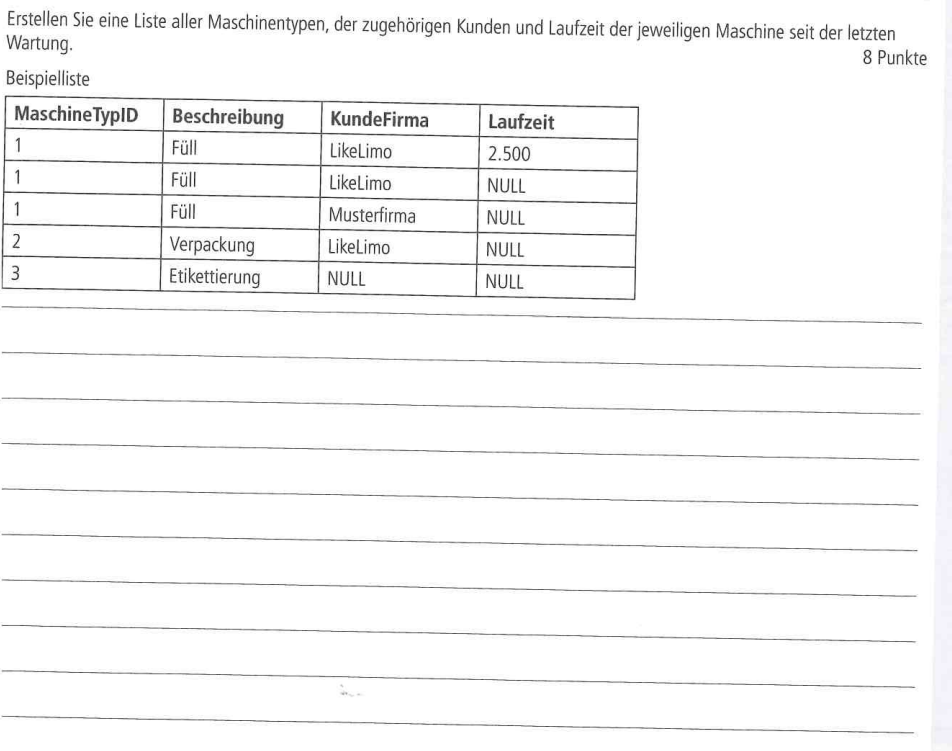 Erstellen Sie eine Liste aller Maschinentypen, der zugehörigen Kunden und Laufzeit der jeweiligen Maschine seit der letzten
Wartung.
8 Punkte
Beispielliste
MaschineTypID Beschreibung KundeFirma Laufzeit
1 Füll LikeLimo 2.500
1 Füll LikeLimo NULL
1 Füll Musterfirma NULL
2 Verpackung LikeLimo NULL
3 Etikettierung NULL NULL